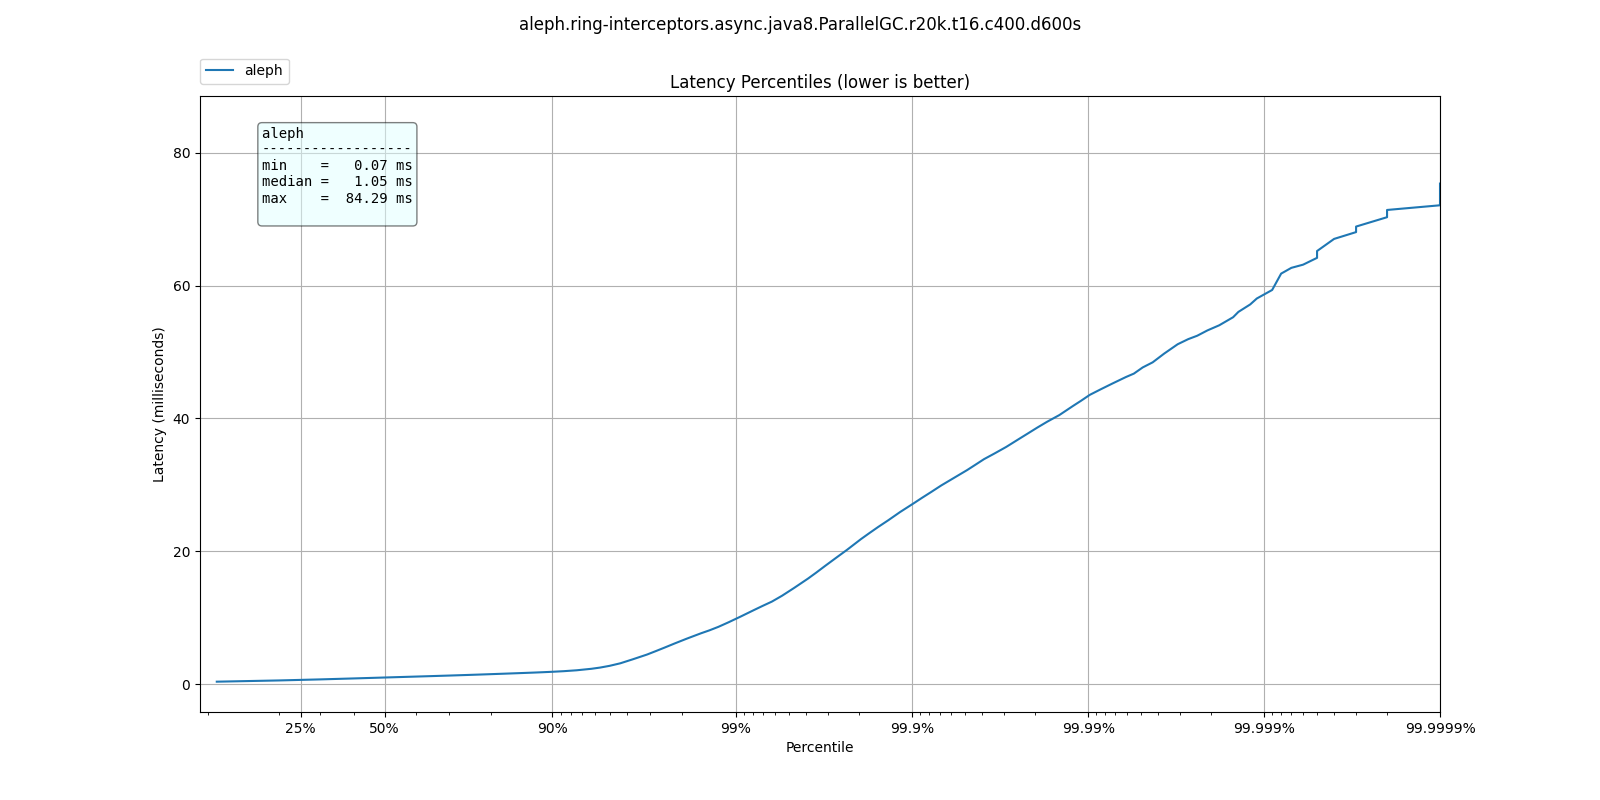 aleph.ring-interceptors.async.java8.ParallelGC.r20k.t16.c400.d600s
aleph
Latency Percentiles (lower is better)
aleph
------------------
min    =   0.07 ms
median =   1.05 ms
max    =  84.29 ms
80
60
40
20
0
Latency (milliseconds)
25% 50% 90% 99% 99.9% 99.99% 99.999% 99.9999%
Percentile